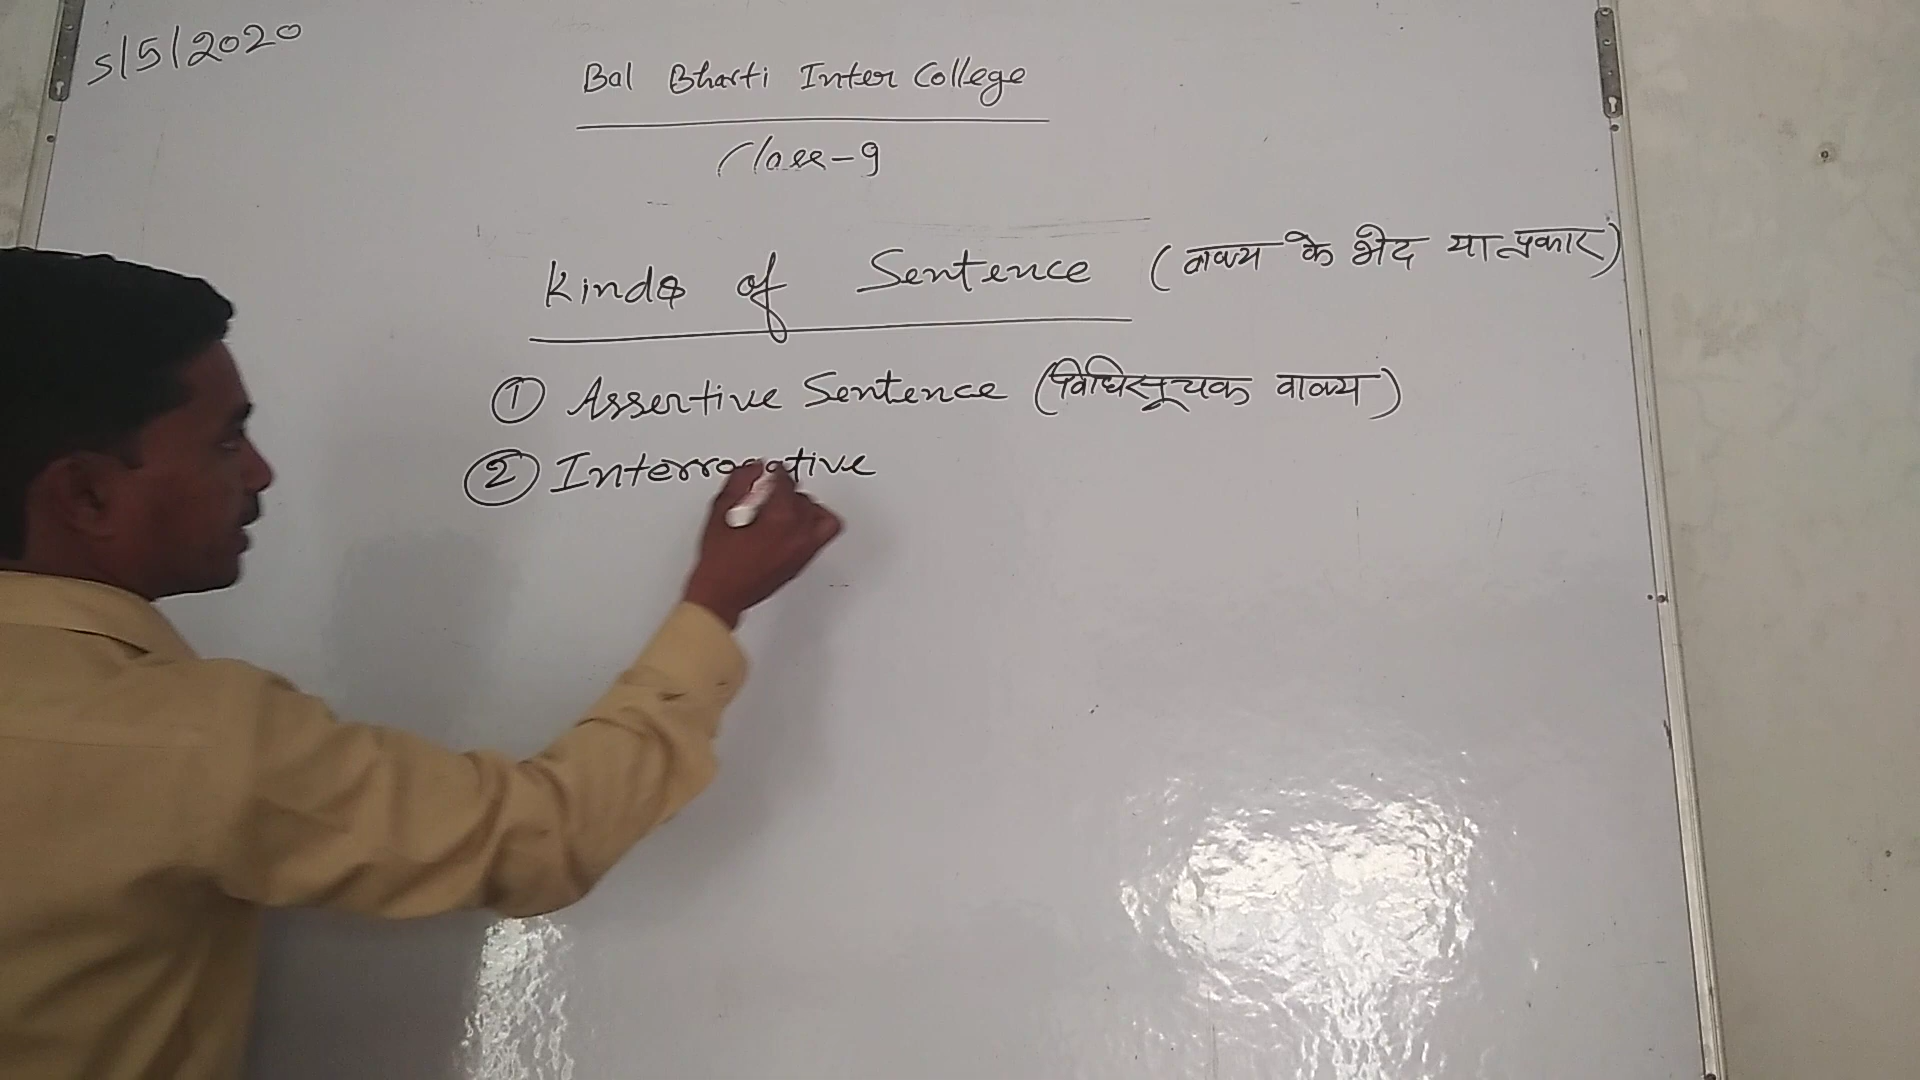 5/5/2020
Bal Bharti Inter College
Class-9
Kinds of Sentence (वाक्य के भेद या प्रकार)
① Assertive Sentence (विधिसूचक वाक्य)
② Interrogative